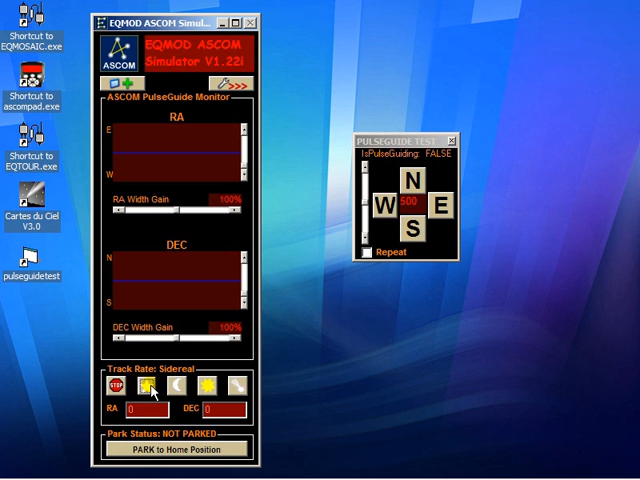 Shortcut to
EQMOSAIC.exe
Shortcut to
ascompad.exe
Shortcut to
EQTOUR.exe
Cartes du Ciel
V3.0
pulseguidetest
EQMOD ASCOM Simul...
ASCOM
EQMOD ASCOM
Simulator V1.22i
>>>
ASCOM PulseGuide Monitor
RA
E
W
RA Width Gain 100%
DEC
N
S
DEC Width Gain 100%
Track Rate: Sidereal
STOP
RA 0 DEC 0
Park Status: NOT PARKED
PARK to Home Position
PULSEGUIDE TEST
IsPulseGuiding: FALSE
N
W 500 E
S
Repeat